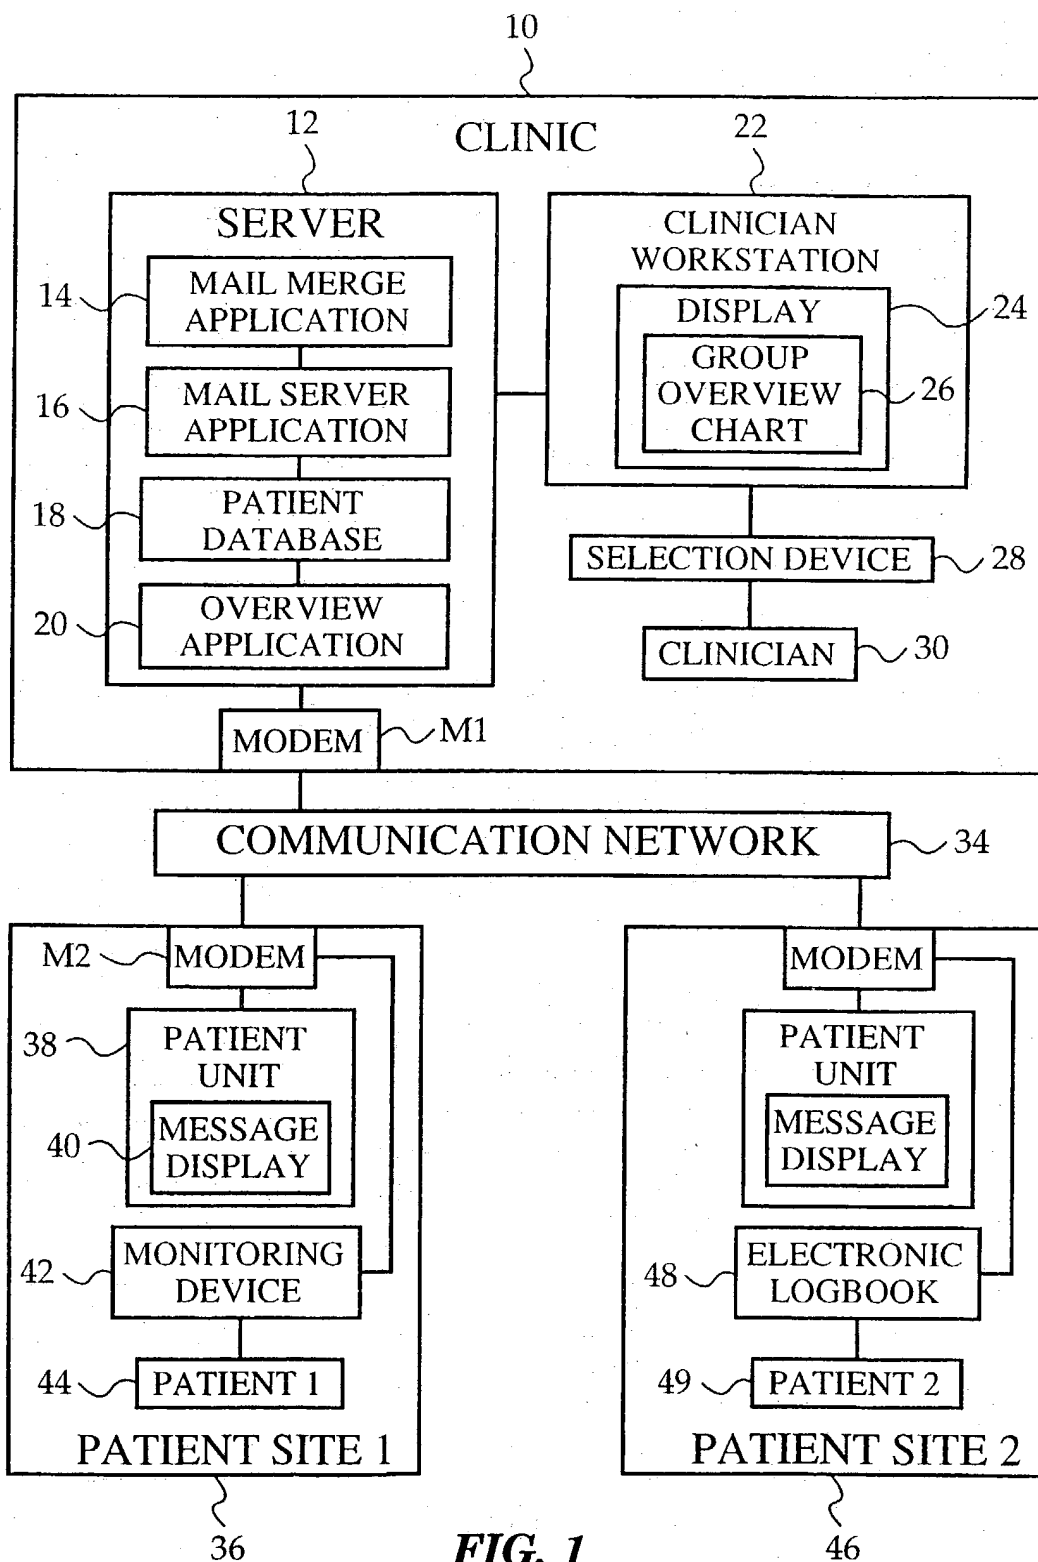 10
CLINIC
12
22
SERVER
CLINICIAN
WORKSTATION
14
MAIL MERGE
APPLICATION
DISPLAY
24
GROUP
OVERVIEW
CHART
26
16
MAIL SERVER
APPLICATION
18
PATIENT
DATABASE
SELECTION DEVICE
28
20
OVERVIEW
APPLICATION
CLINICIAN
30
MODEM
M1
COMMUNICATION NETWORK
34
M2
MODEM
MODEM
38
PATIENT
UNIT
PATIENT
UNIT
40
MESSAGE
DISPLAY
MESSAGE
DISPLAY
42
MONITORING
DEVICE
48
ELECTRONIC
LOGBOOK
44
PATIENT 1
49
PATIENT 2
PATIENT SITE 1
PATIENT SITE 2
36
FIG. 1
46